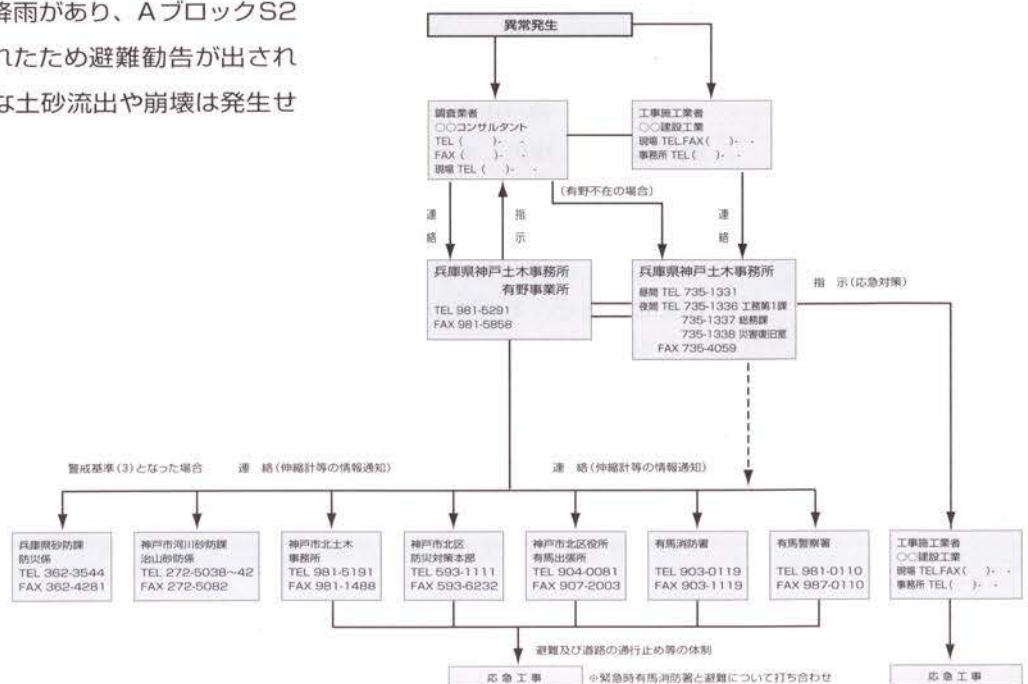 降雨があり、AブロックS2
れたため避難勧告が出され
な土砂流出や崩壊は発生せ
異常発生
調査業者
○○コンサルタント
TEL (　　)-　-
FAX (　　)-　-
現場 TEL (　　)-　-
工事施工業者
○○建設工業
現場 TEL.FAX (　　)-　-
事務所 TEL (　　)-　-
(有野不在の場合)
連絡
指示
連絡
兵庫県神戸土木事務所
有野事業所
TEL 981-5291
FAX 981-5858
兵庫県神戸土木事務所
昼間 TEL 735-1331
夜間 TEL 735-1336 工務第1課
735-1337 総務課
735-1338 災害復旧室
FAX 735-4059
指 示(応急対策)
警戒基準(3)となった場合
連 絡(伸縮計等の情報通知)
連 絡(伸縮計等の情報通知)
兵庫県砂防課
防災係
TEL 362-3544
FAX 362-4281
神戸市河川砂防課
治山砂防係
TEL 272-5038～42
FAX 272-5082
神戸市北土木
事務所
TEL 981-5191
FAX 981-1488
神戸市北区
防災対策本部
TEL 593-1111
FAX 593-6232
神戸市北区役所
有馬出張所
TEL 904-0081
FAX 907-2003
有馬消防署
TEL 903-0119
FAX 903-1119
有馬警察署
TEL 981-0110
FAX 987-0110
工事施工業者
○○建設工業
現場 TEL.FAX (　　)-　-
事務所 TEL (　　)-　-
避難及び道路の通行止め等の体制
応 急 工 事
※緊急時有馬消防署と避難について打ち合わせ
応 急 工 事